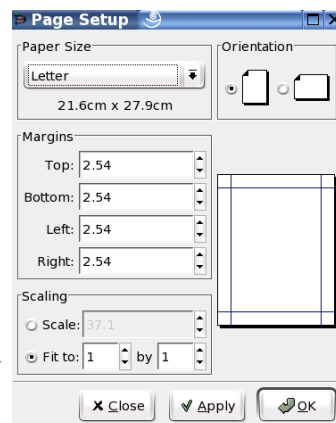 Page Setup
Paper Size
Letter
21.6cm x 27.9cm
Orientation
Margins
Top: 2.54
Bottom: 2.54
Left: 2.54
Right: 2.54
Scaling
Scale: 37.1
Fit to: 1 by 1
Close Apply OK